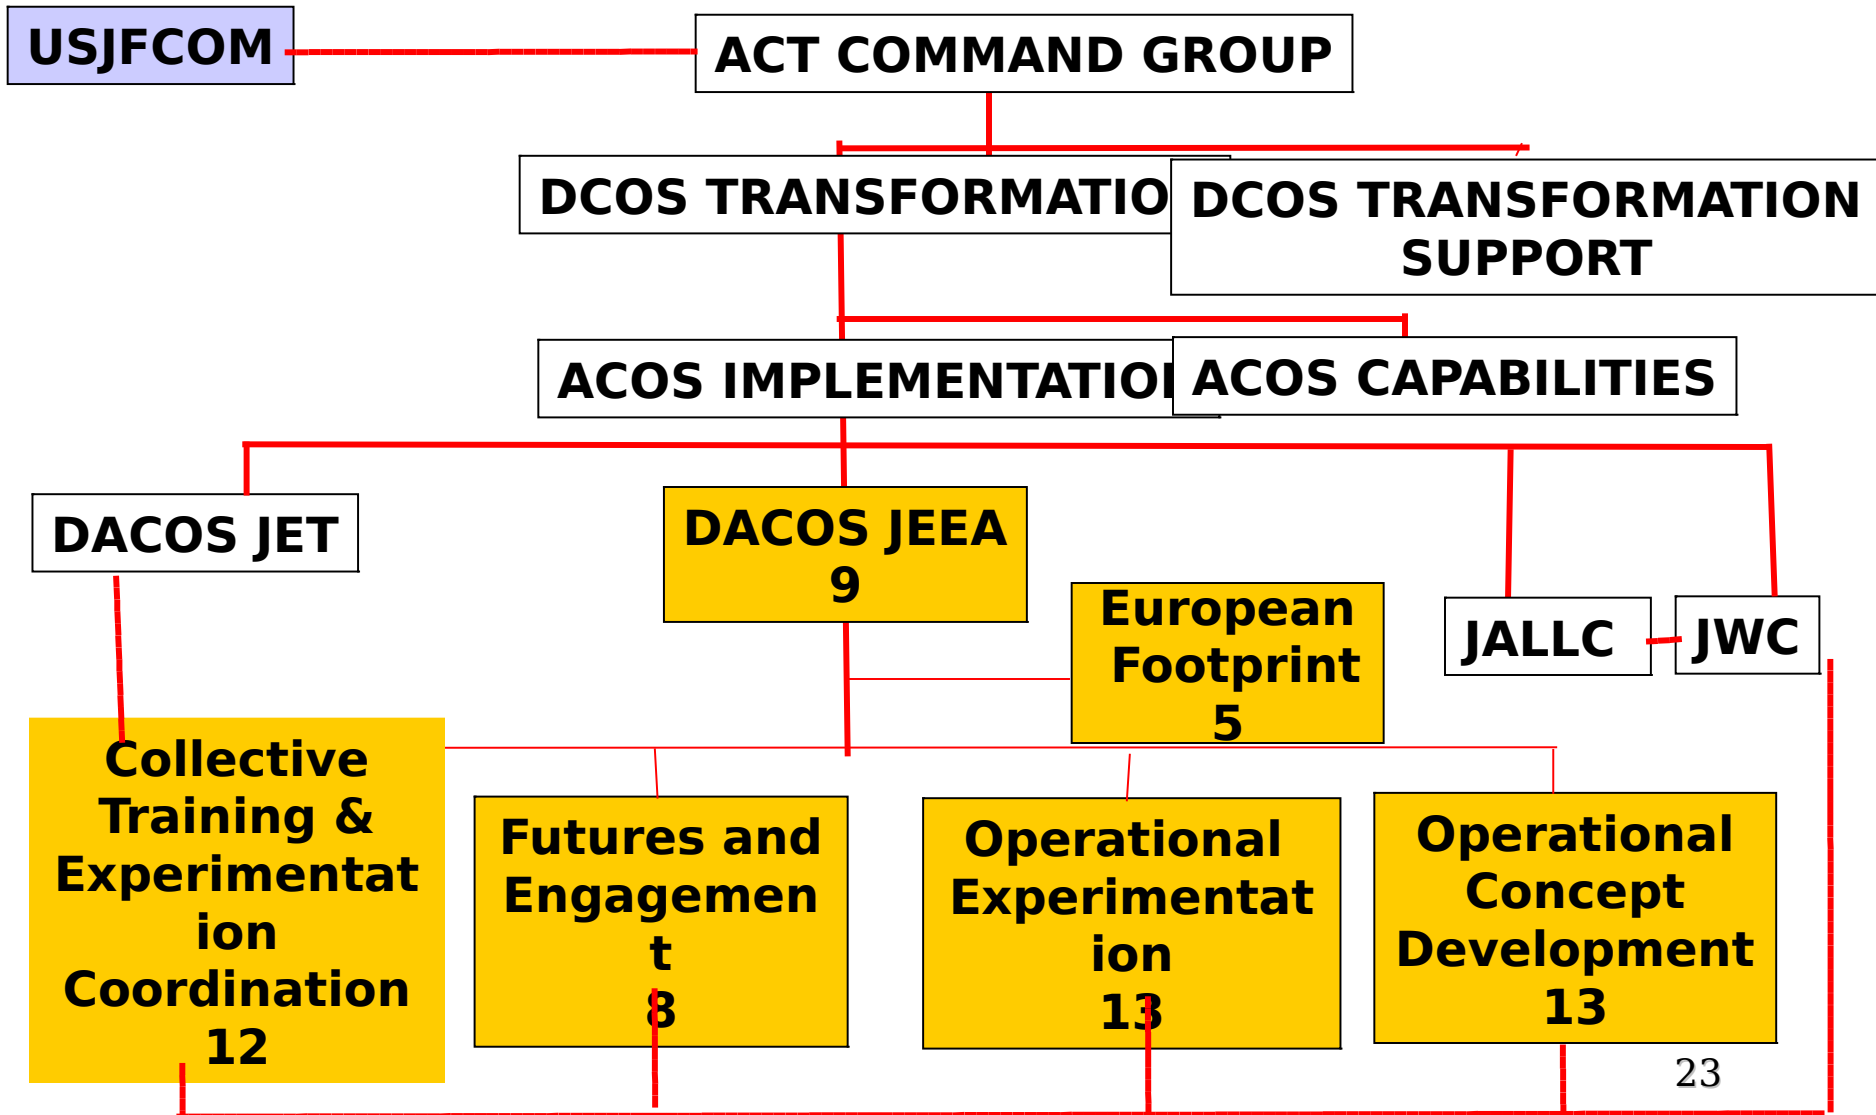 USJFCOM
ACT COMMAND GROUP
DCOS TRANSFORMATIO
DCOS TRANSFORMATION
SUPPORT
ACOS IMPLEMENTATION
ACOS CAPABILITIES
DACOS JET
DACOS JEEA
9
European
Footprint
5
JALLC
JWC
Collective
Training &
Experimentat
ion
Coordination
12
Futures and
Engagemen
t
8
Operational
Experimentat
ion
13
Operational
Concept
Development
13
23